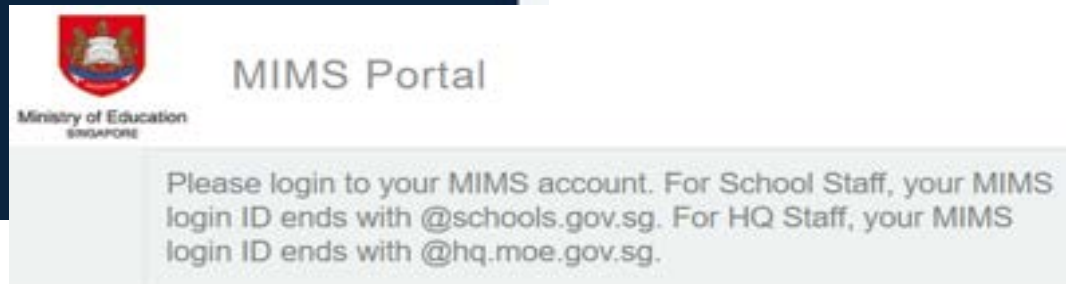 MIMS Portal
Ministry of Education
SINGAPORE
Please login to your MIMS account. For School Staff, your MIMS
login ID ends with @schools.gov.sg. For HQ Staff, your MIMS
login ID ends with @hq.moe.gov.sg.